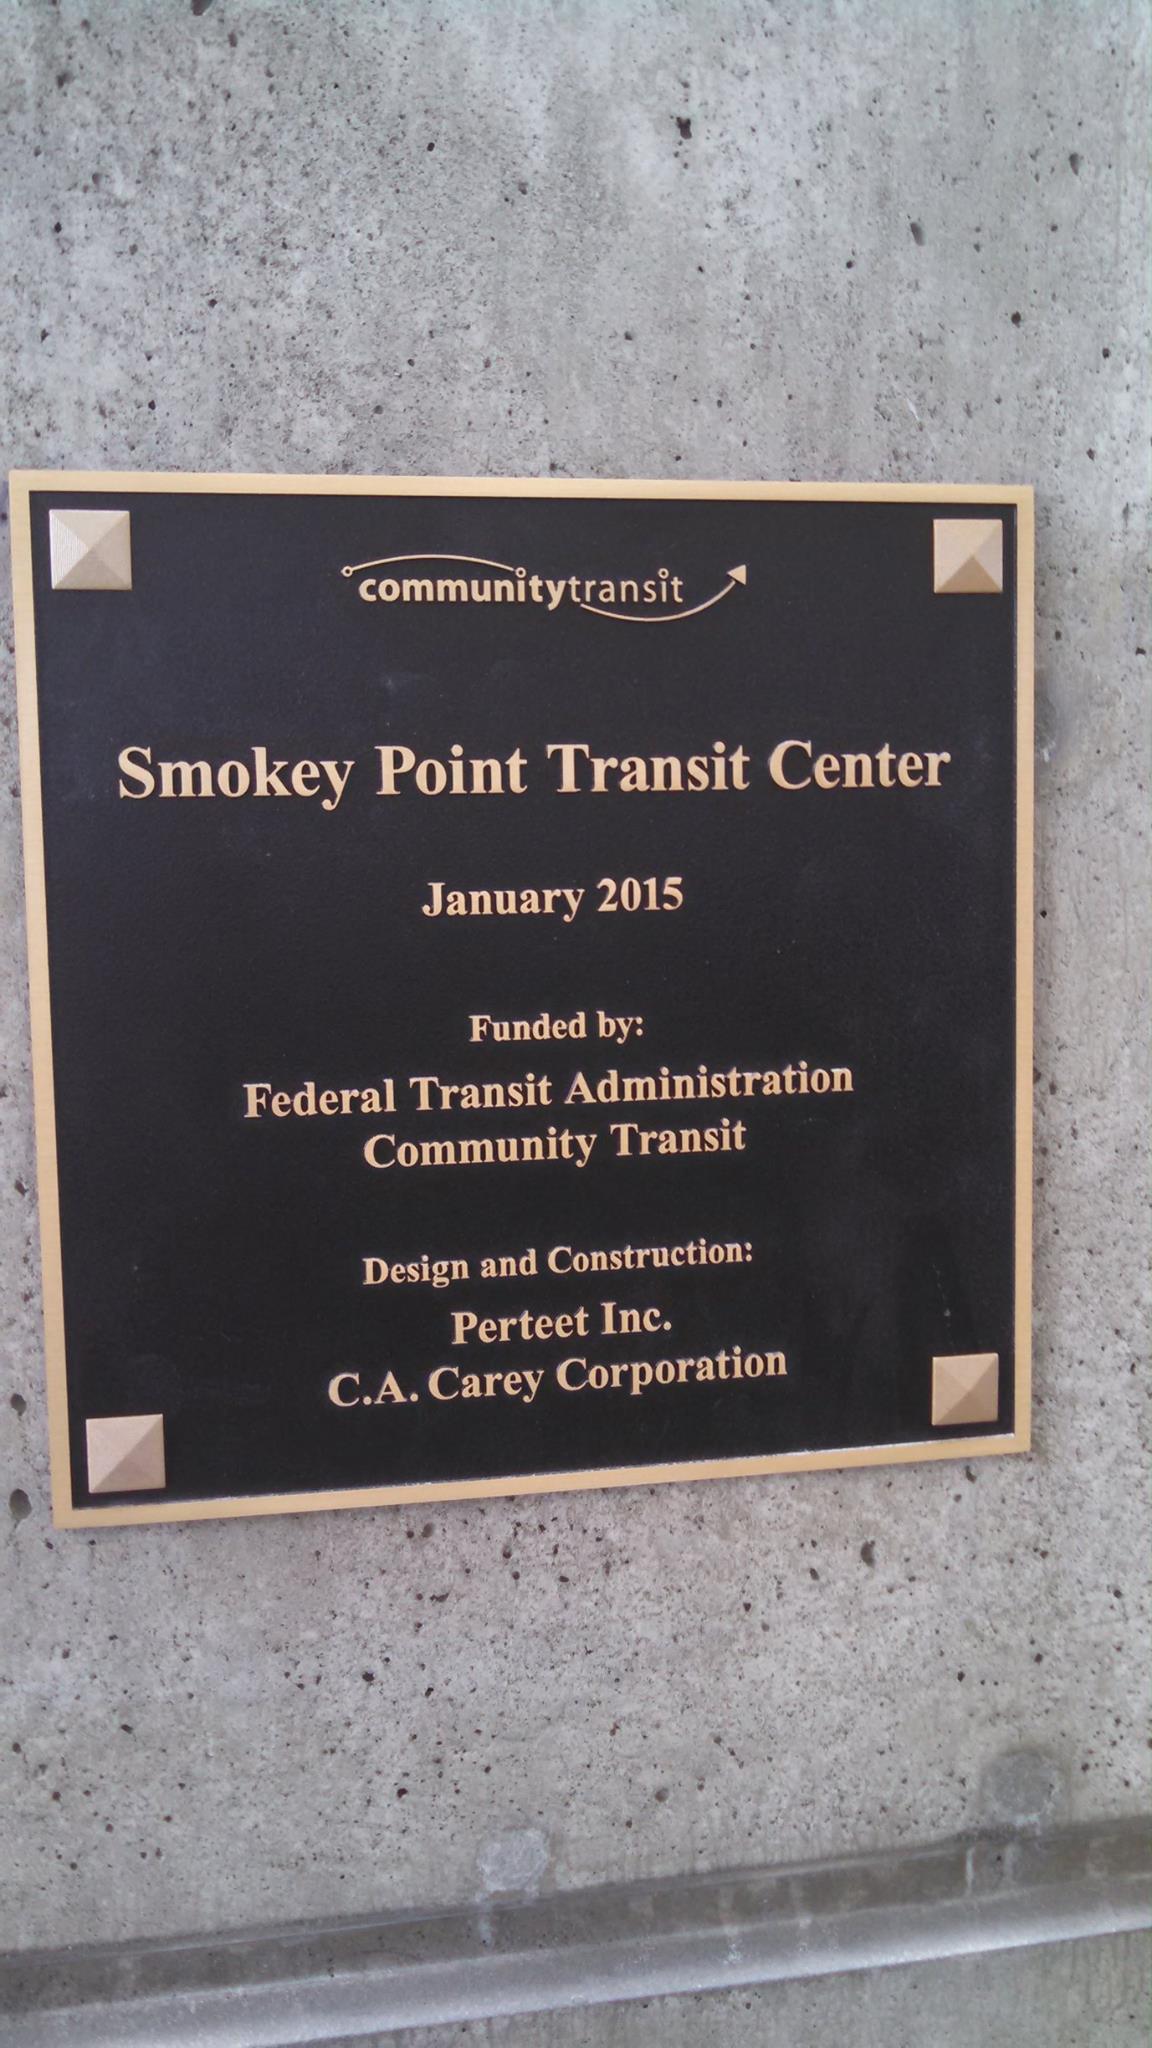 communitytransit
Smokey Point Transit Center
January 2015
Funded by:
Federal Transit Administration
Community Transit
Design and Construction:
Perteet Inc.
C.A. Carey Corporation